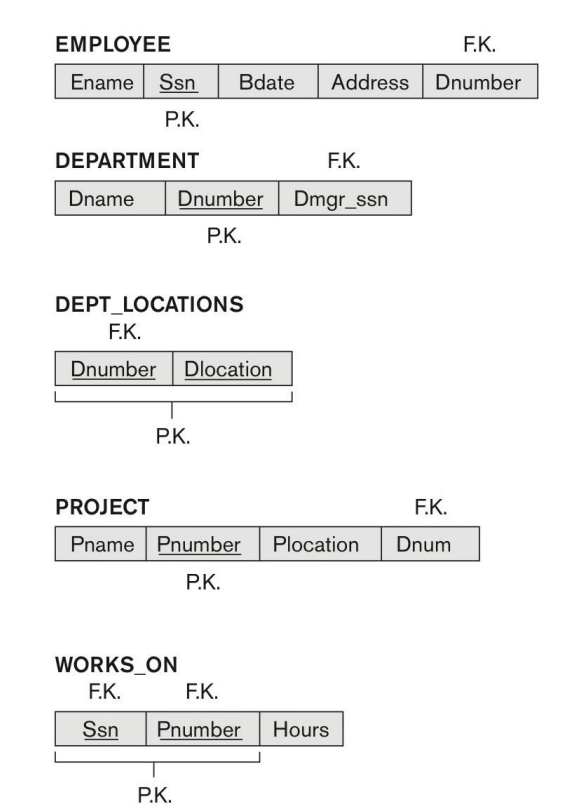 EMPLOYEE F.K.
Ename Ssn Bdate Address Dnumber
P.K.
DEPARTMENT F.K.
Dname Dnumber Dmgr_ssn
P.K.
DEPT_LOCATIONS
F.K.
Dnumber Dlocation
P.K.
PROJECT F.K.
Pname Pnumber Plocation Dnum
P.K.
WORKS_ON
F.K. F.K.
Ssn Pnumber Hours
P.K.